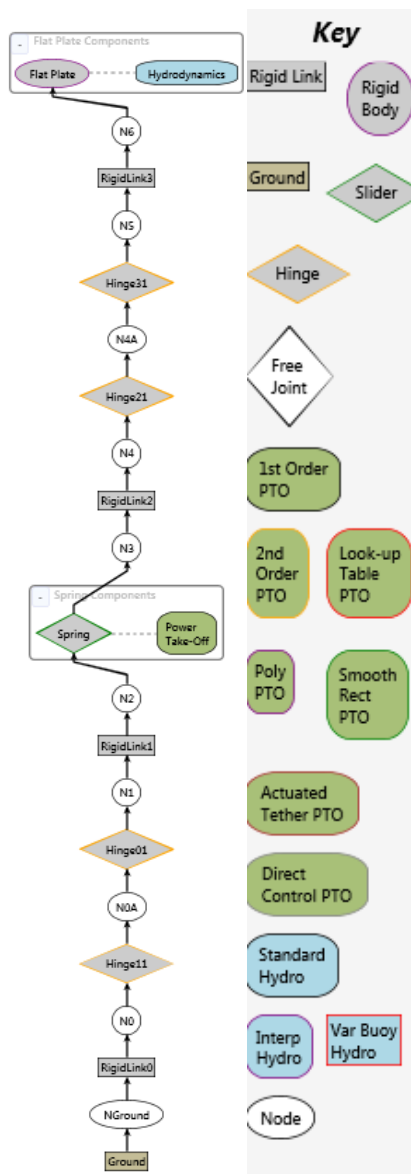 Flat Plate Components
-
Flat Plate
Hydrodynamics
N6
RigidLink3
N5
Hinge31
N4A
Hinge21
N4
RigidLink2
N3
Spring Components
-
Spring
Power
Take-Off
N2
RigidLink1
N1
Hinge01
N0A
Hinge11
N0
RigidLink0
NGround
Ground
Key
Rigid Link
Rigid
Body
Ground
Slider
Hinge
Free
Joint
1st Order
PTO
2nd
Order
PTO
Look-up
Table
PTO
Poly
PTO
Smooth
Rect
PTO
Actuated
Tether PTO
Direct
Control PTO
Standard
Hydro
Interp
Hydro
Var Buoy
Hydro
Node